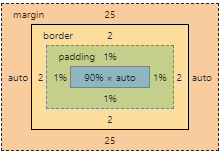 margin 25
border 2
padding 1%
auto 2 1% 90% × auto 1% 2 auto
1%
2
25